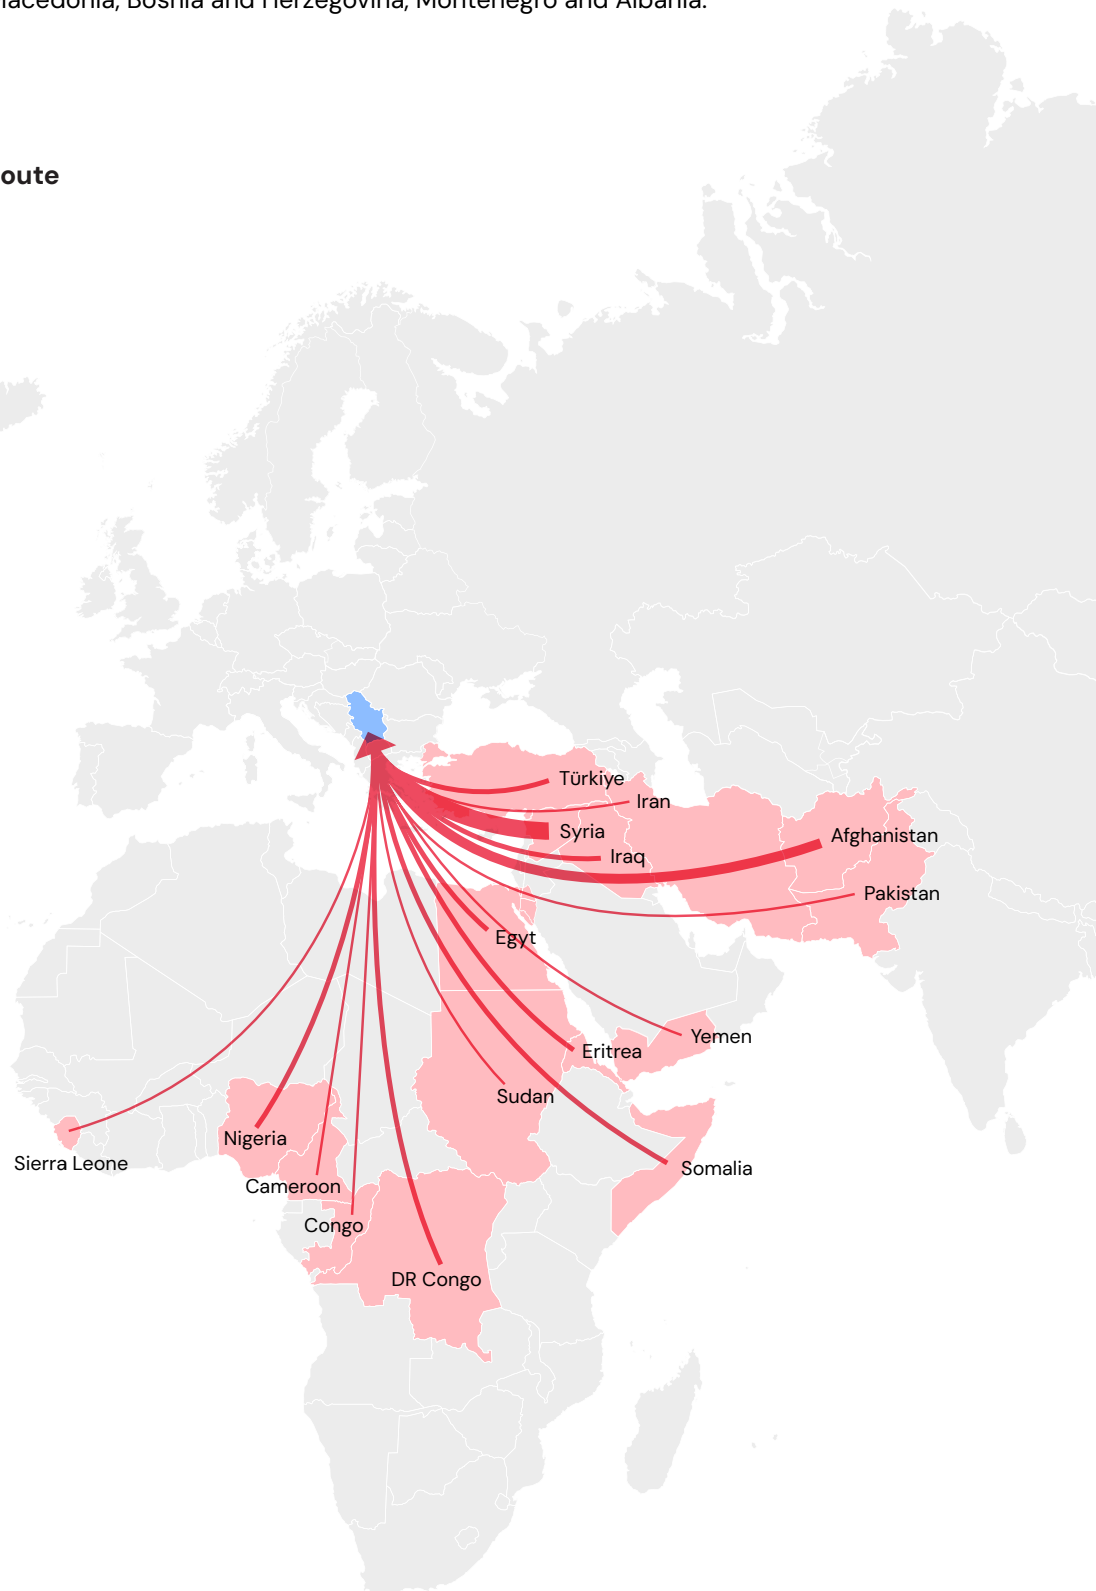 Macedonia, Bosnia and Herzegovina, Montenegro and Albania.
oute
Türkiye
Iran
Syria
Afghanistan
Iraq
Pakistan
Egyt
Yemen
Eritrea
Sudan
Nigeria
Sierra Leone
Somalia
Cameroon
Congo
DR Congo